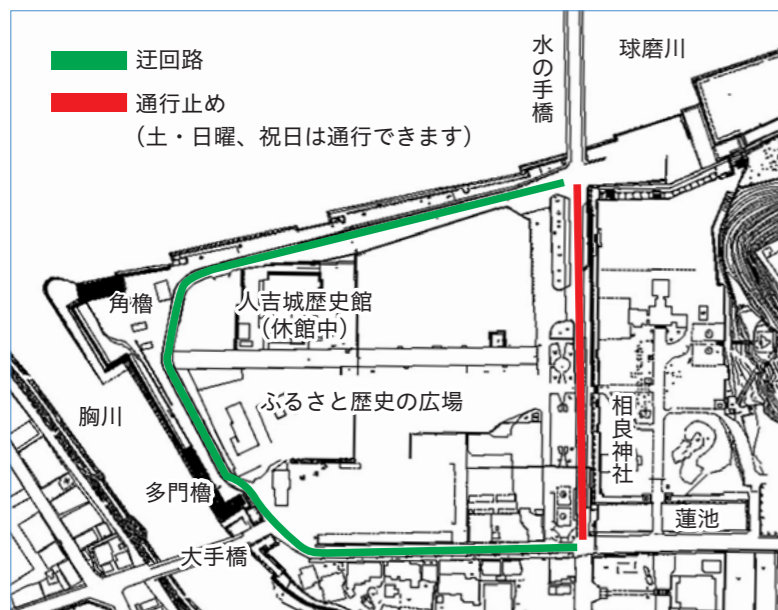 迂回路
通行止め
（土・日曜、祝日は通行できます）
水の手橋
球磨川
角櫓
人吉城歴史館
（休館中）
ふるさと歴史の広場
胸川
相良神社
多門櫓
蓮池
大手橋